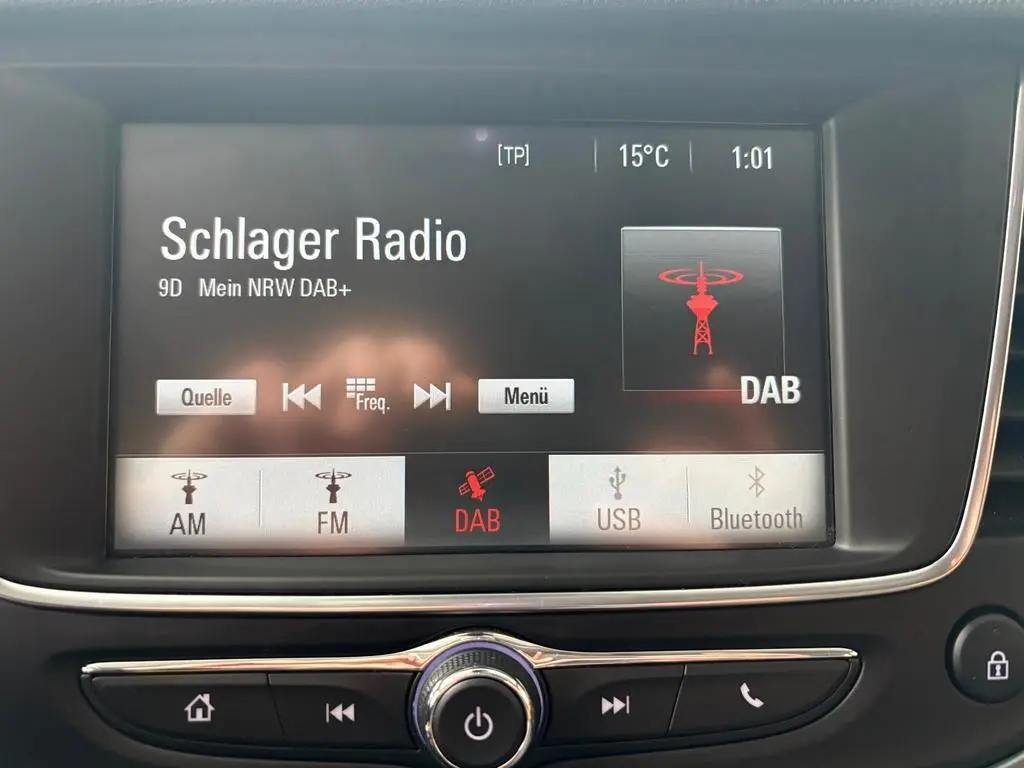 [TP] 15°C 1:01
Schlager Radio
9D Mein NRW DAB+
Quelle Freq. Menü
DAB
AM FM DAB USB Bluetooth